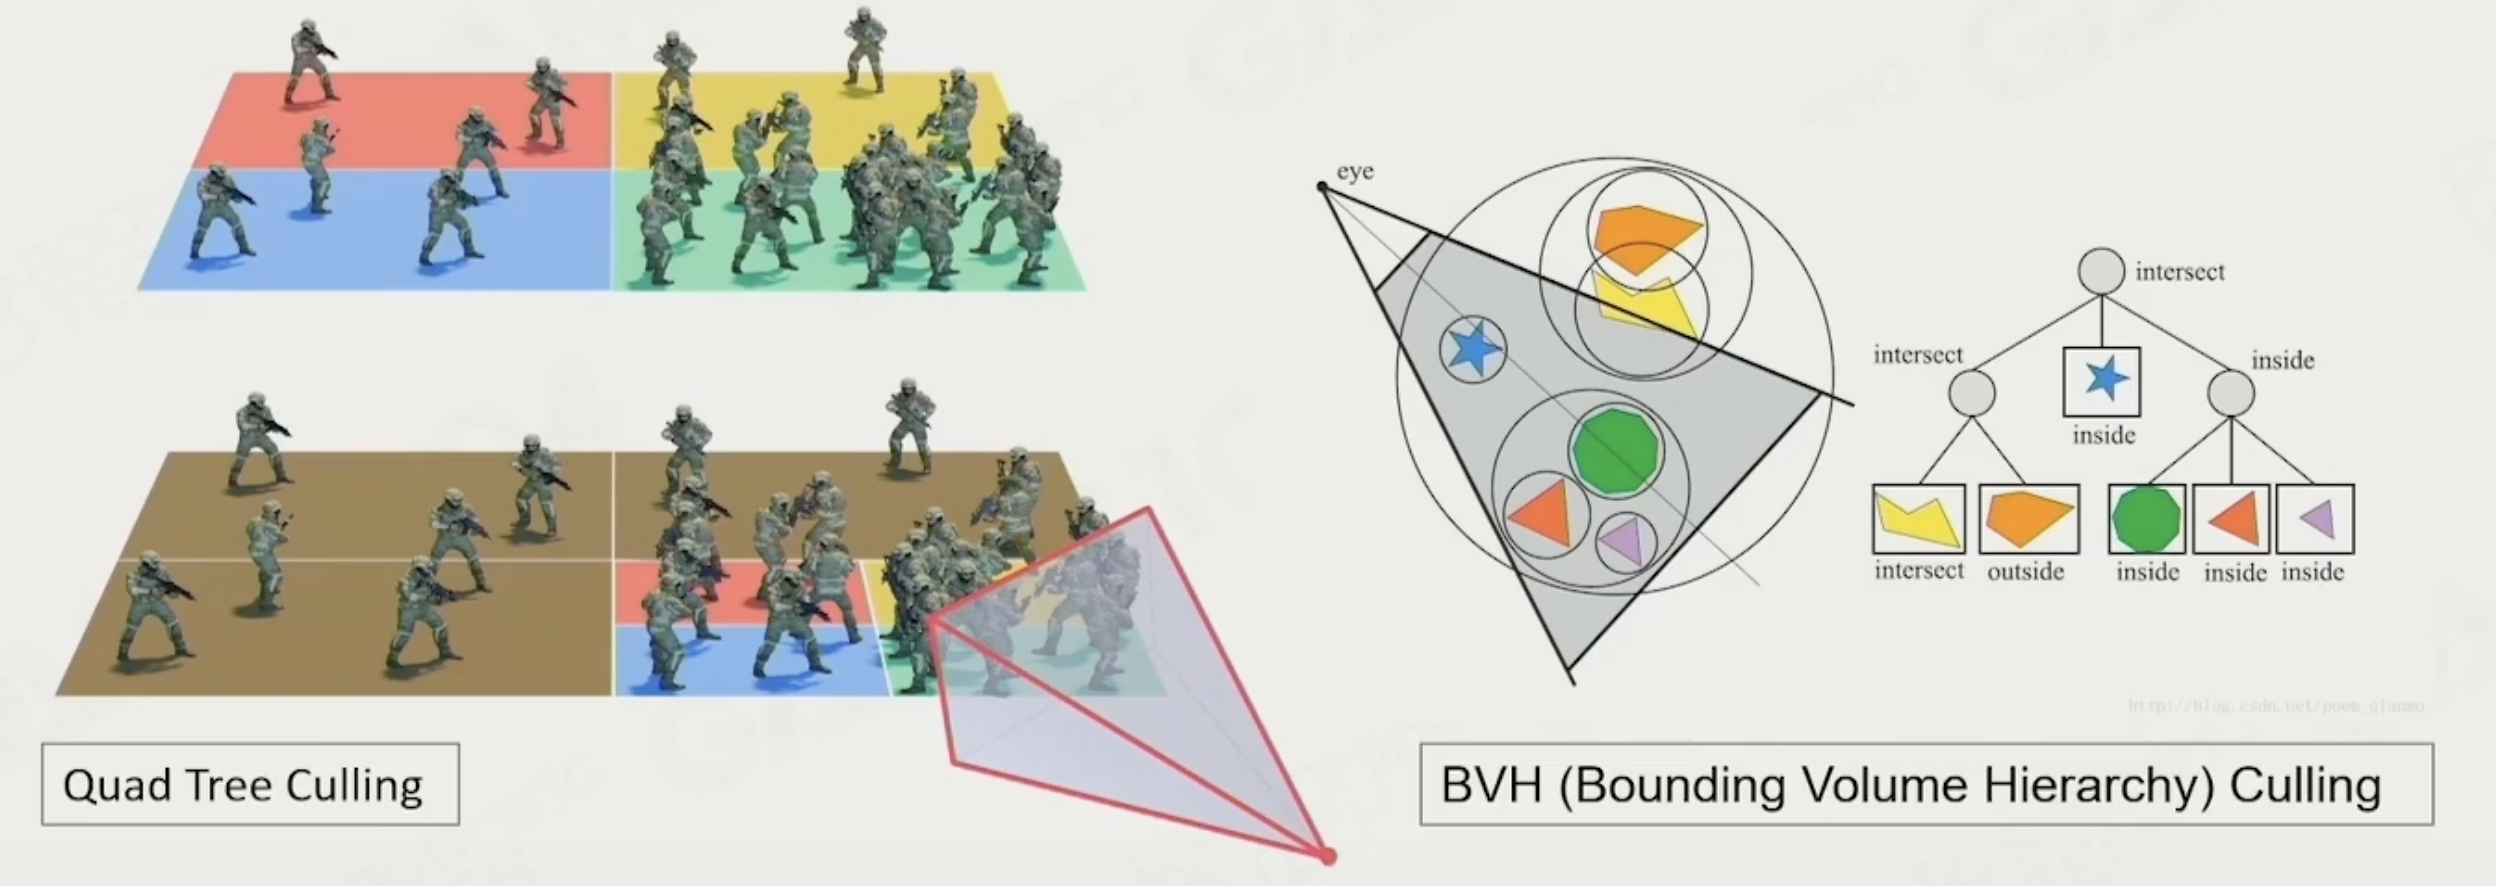 eye
intersect
intersect
inside
inside
intersect
outside
inside
inside
inside
http://blog.csdn.net/poem_qianmo
Quad Tree Culling
BVH (Bounding Volume Hierarchy) Culling